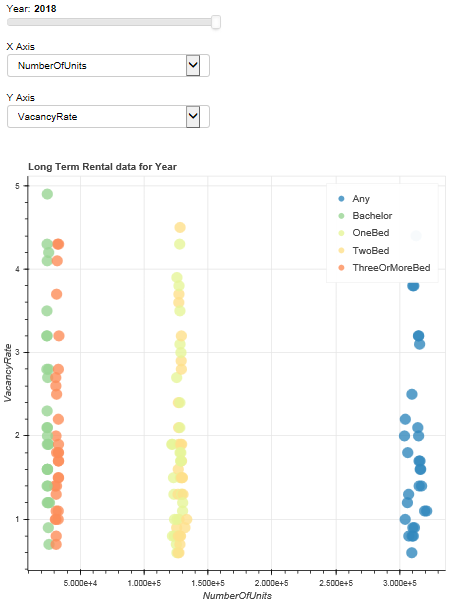 Year: 2018
X Axis
NumberOfUnits
Y Axis
VacancyRate
Long Term Rental data for Year
5
4
3
2
1
VacancyRate
Any
Bachelor
OneBed
TwoBed
ThreeOrMoreBed
5.000e+4 1.000e+5 1.500e+5 2.000e+5 2.500e+5 3.000e+5
NumberOfUnits